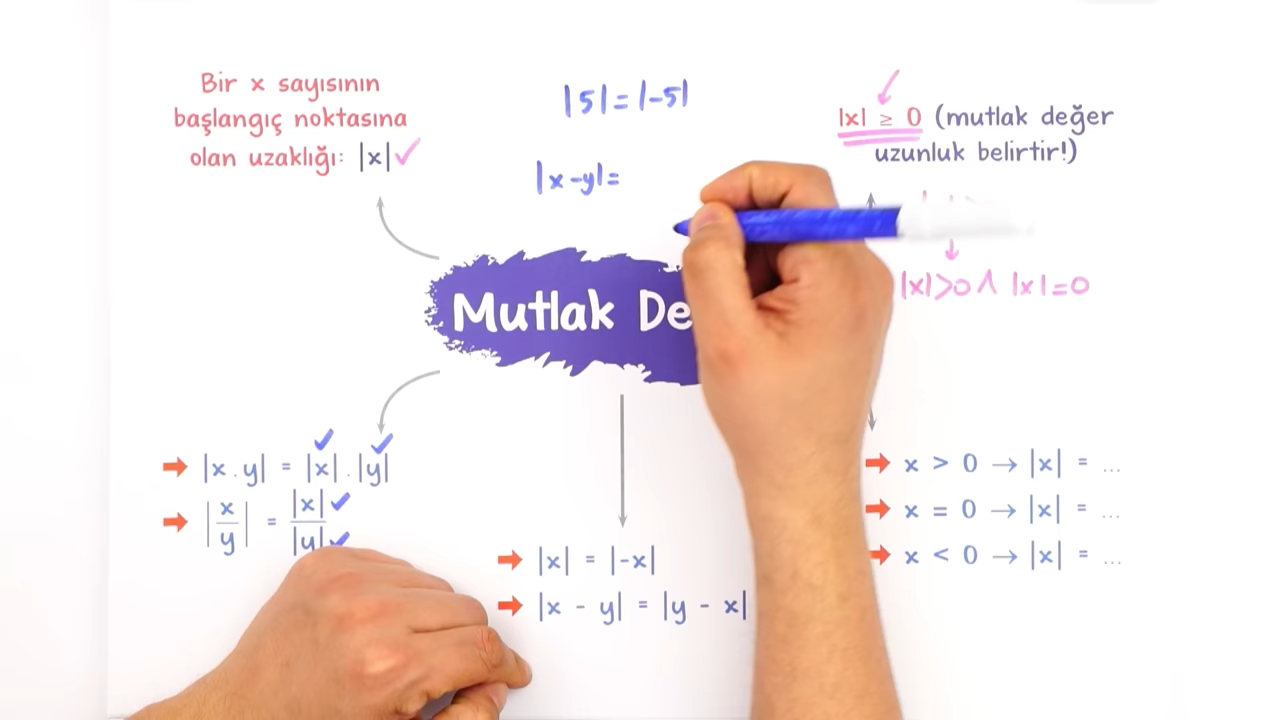 Bir x sayısının
başlangıç noktasına
olan uzaklığı: |x|
|5| = |-5|
|x-y| =
|x| ≥ 0 (mutlak değer
uzunluk belirtir!)
|x|>0 ∧ |x|=0
Mutlak
|x . y| = |x| . |y|
|x/y| = |x|/|y|
|x| = |-x|
|x - y| = |y - x|
x > 0 → |x| = ...
x = 0 → |x| = ...
x < 0 → |x| = ...